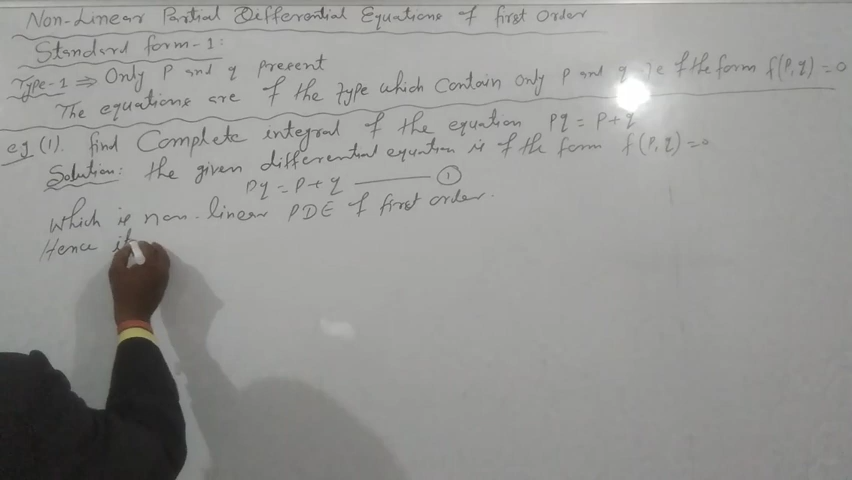 Non-Linear Partial Differential Equations of first Order
Standard form-1:
Type-1 ⇒ Only P and q present
The equations are of the type which Contain only P and q i.e of the form f(P,q)=0
eg (1). find Complete integral of the equation Pq = P+q
Solution: the given differential equation is of the form f(P,q)=0
Pq = P+q ——— ①
Which is non-linear PDE of first order.
Hence it